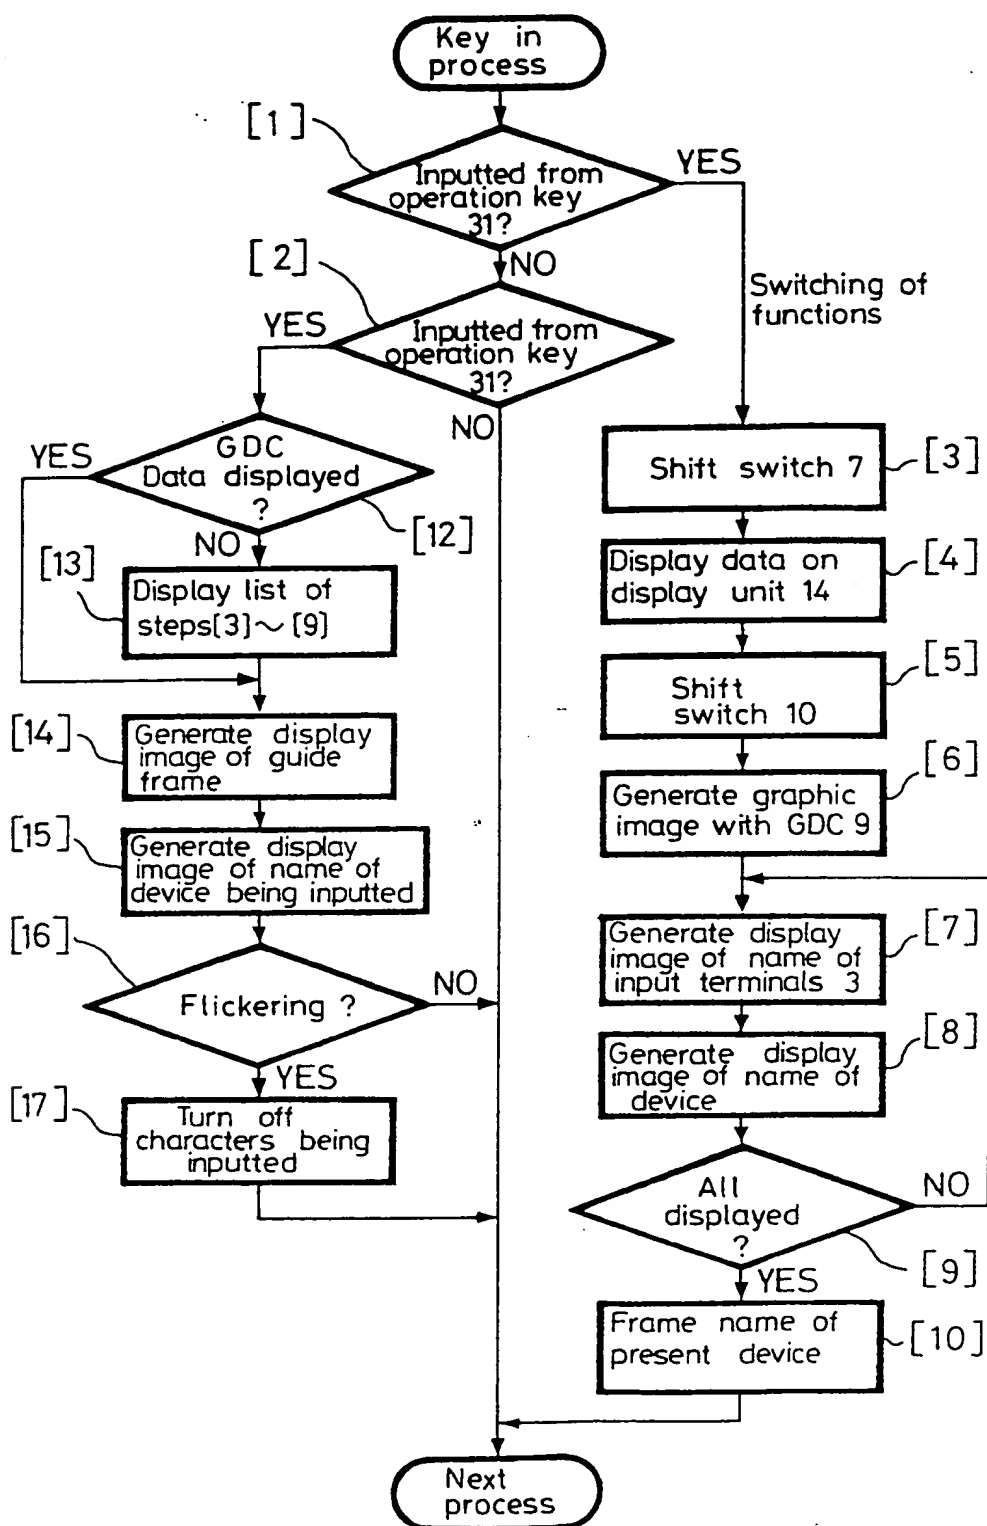 Key in
process
[1]
Inputted from
operation key
31?
YES
NO
Switching of
functions
[2]
Inputted from
operation key
31?
YES
NO
GDC
Data displayed
?
YES
[12]
NO
[13]
Display list of
steps[3]~[9]
[14]
Generate display
image of guide
frame
[15]
Generate display
image of name of
device being inputted
[16]
Flickering ?
NO
YES
[17]
Turn off
characters being
inputted
Shift switch 7
[3]
Display data on
display unit 14
[4]
Shift
switch 10
[5]
Generate graphic
image with GDC 9
[6]
Generate display
image of name of
input terminals 3
[7]
Generate display
image of name of
device
[8]
All
displayed
?
NO
[9]
YES
Frame name of
present device
[10]
Next
process